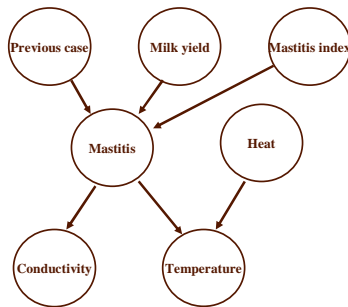 Previous case
Milk yield
Mastitis index
Mastitis
Heat
Conductivity
Temperature